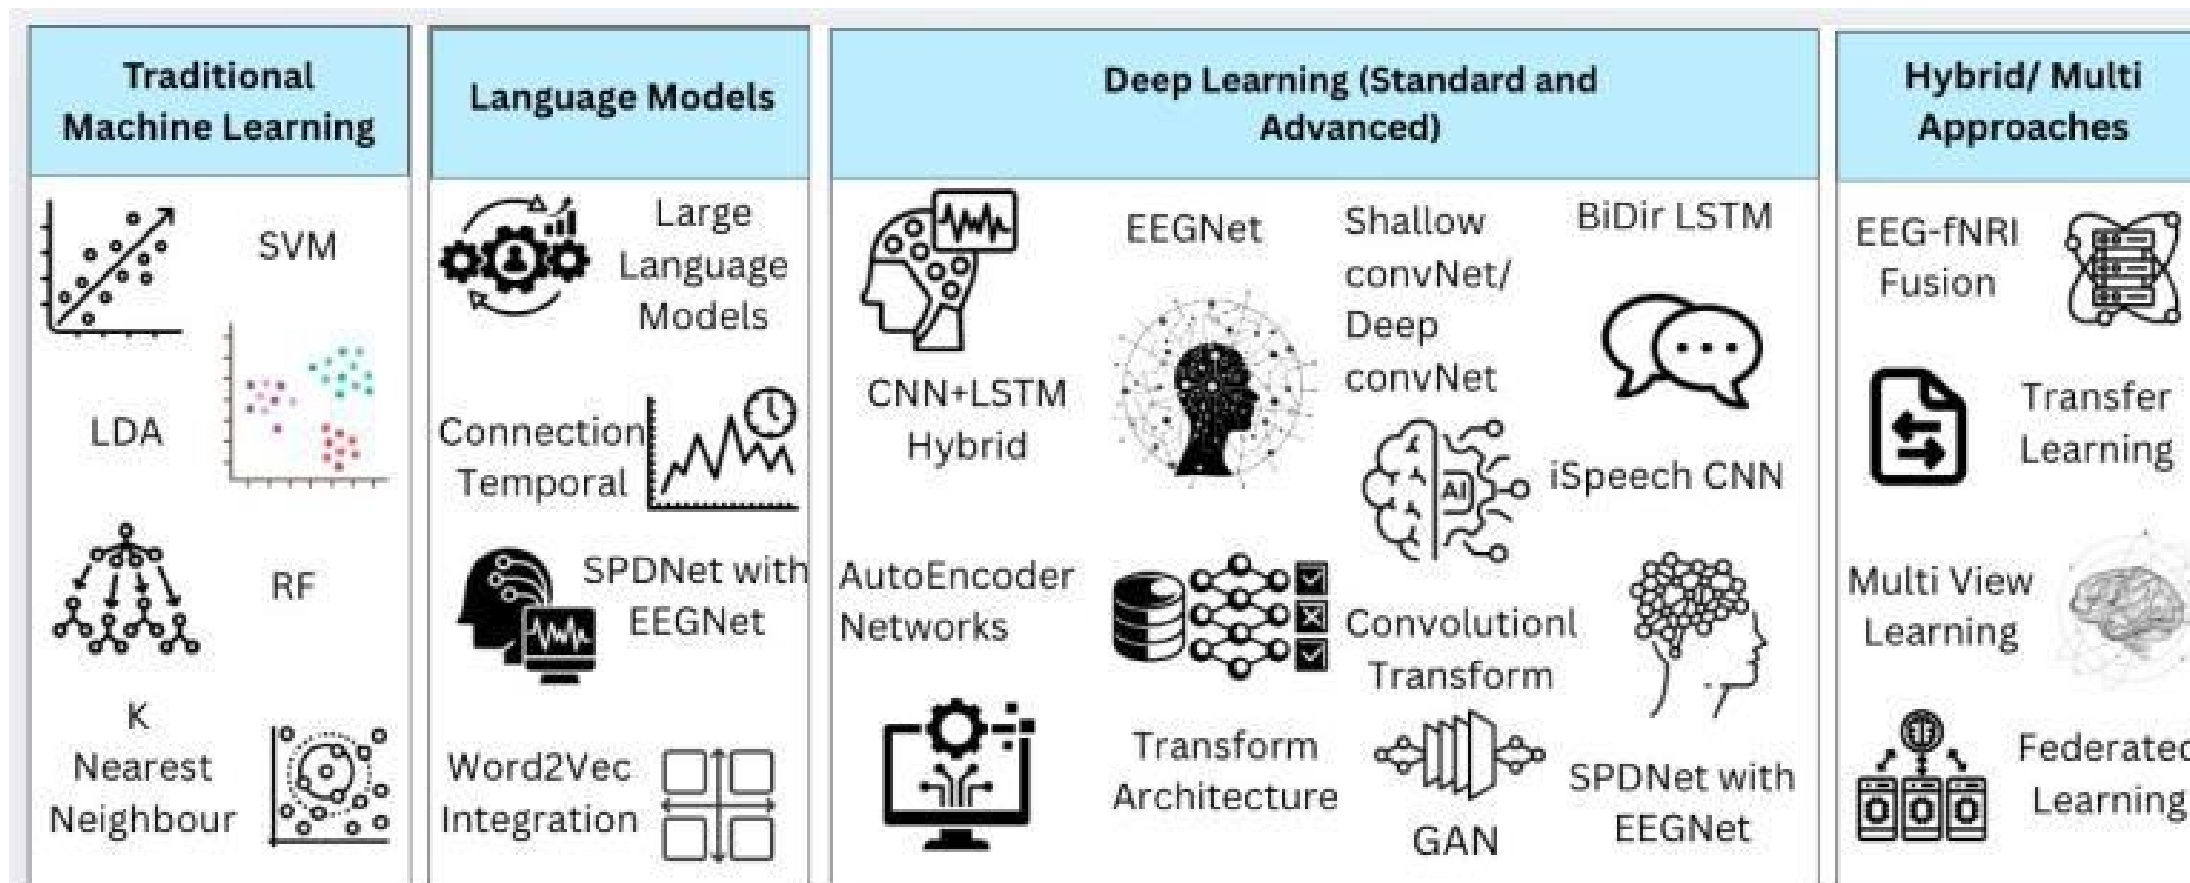 Traditional
Machine Learning
SVM
LDA
RF
K
Nearest
Neighbour
Language Models
Large
Language
Models
Connection
Temporal
SPDNet with
EEGNet
Word2Vec
Integration
Deep Learning (Standard and
Advanced)
CNN+LSTM
Hybrid
EEGNet
Shallow
convNet/
Deep
convNet
BiDir LSTM
AI
iSpeech CNN
AutoEncoder
Networks
Transform
Architecture
Convolutionl
Transform
GAN
SPDNet with
EEGNet
Hybrid/ Multi
Approaches
EEG-fNRI
Fusion
Transfer
Learning
Multi View
Learning
Federated
Learning